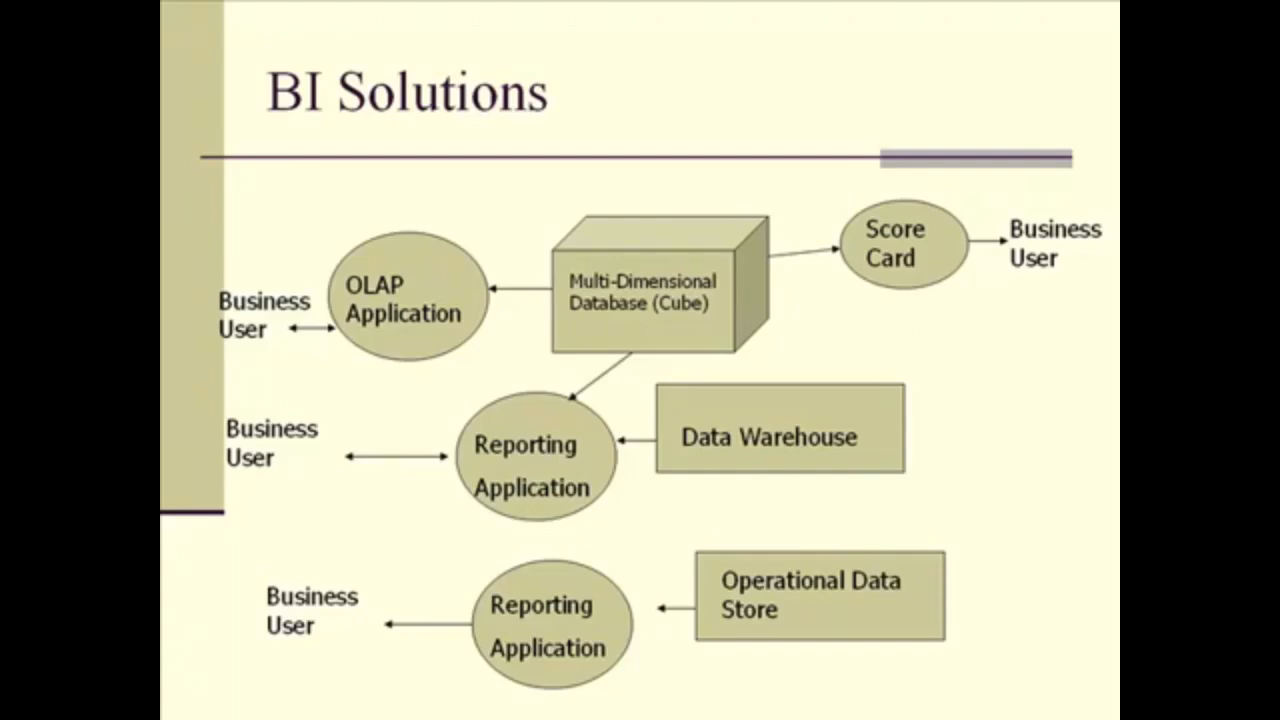 BI Solutions
Score
Card
Business
User
Multi-Dimensional
Database (Cube)
OLAP
Application
Business
User
Business
User
Reporting
Application
Data Warehouse
Business
User
Reporting
Application
Operational Data
Store